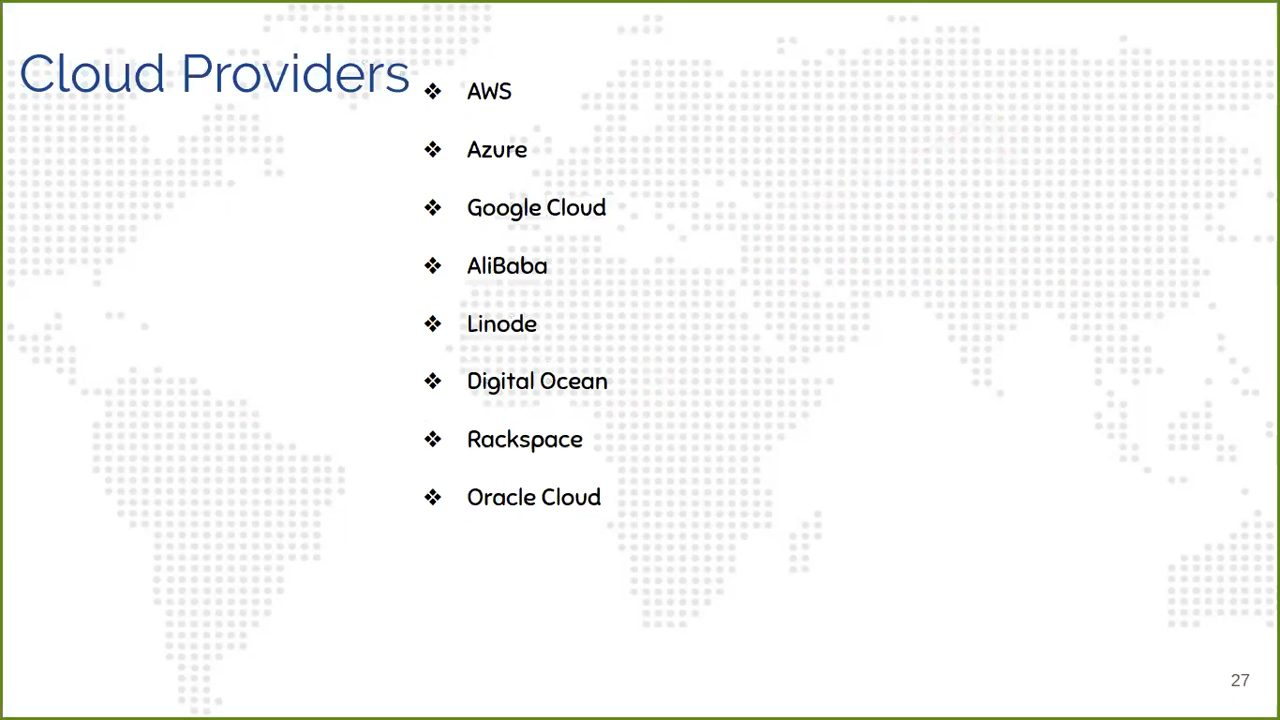 Cloud Providers
❖ AWS
❖ Azure
❖ Google Cloud
❖ AliBaba
❖ Linode
❖ Digital Ocean
❖ Rackspace
❖ Oracle Cloud
27